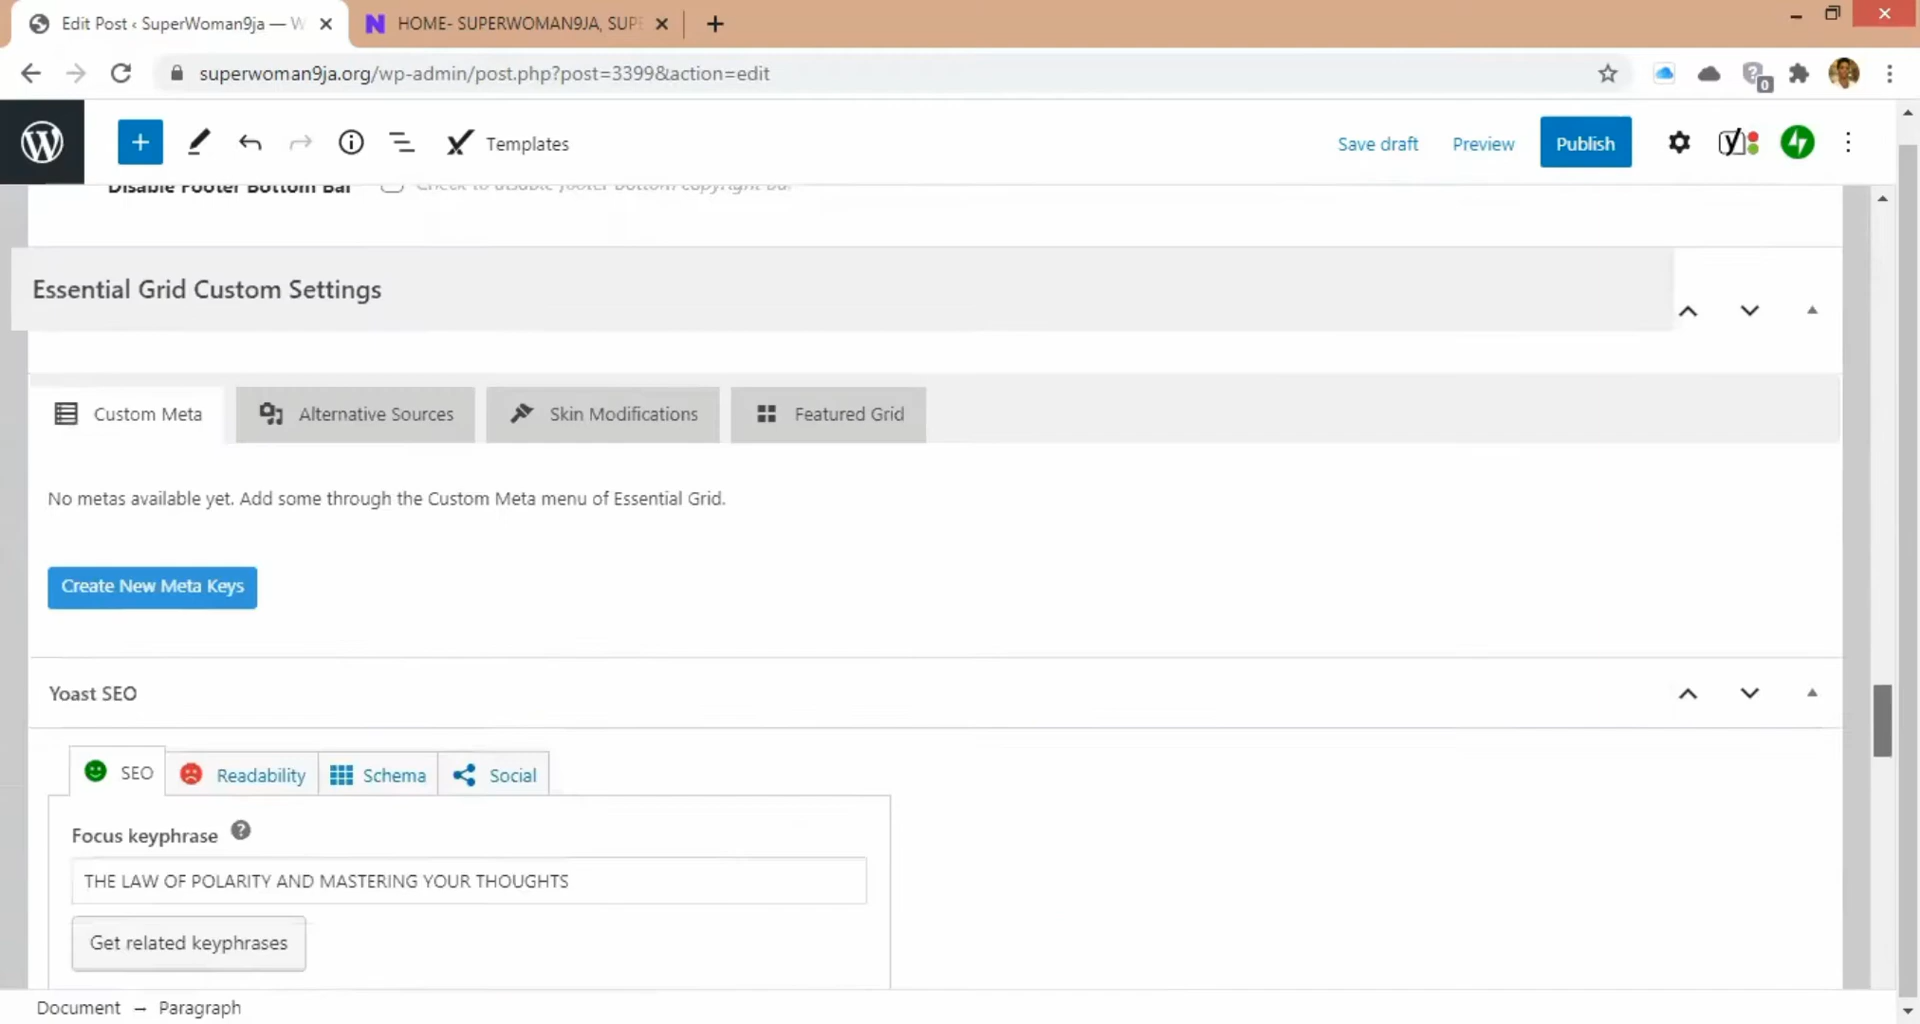 Edit Post ‹ SuperWoman9ja — W
HOME- SUPERWOMAN9JA, SUPE
superwoman9ja.org/wp-admin/post.php?post=3399&action=edit
0
Templates
Save draft
Preview
Publish
Disable Footer Bottom Bar
Check to disable footer bottom copyright bar
Essential Grid Custom Settings
Custom Meta
Alternative Sources
Skin Modifications
Featured Grid
No metas available yet. Add some through the Custom Meta menu of Essential Grid.
Create New Meta Keys
Yoast SEO
SEO
Readability
Schema
Social
Focus keyphrase
THE LAW OF POLARITY AND MASTERING YOUR THOUGHTS
Get related keyphrases
Document → Paragraph